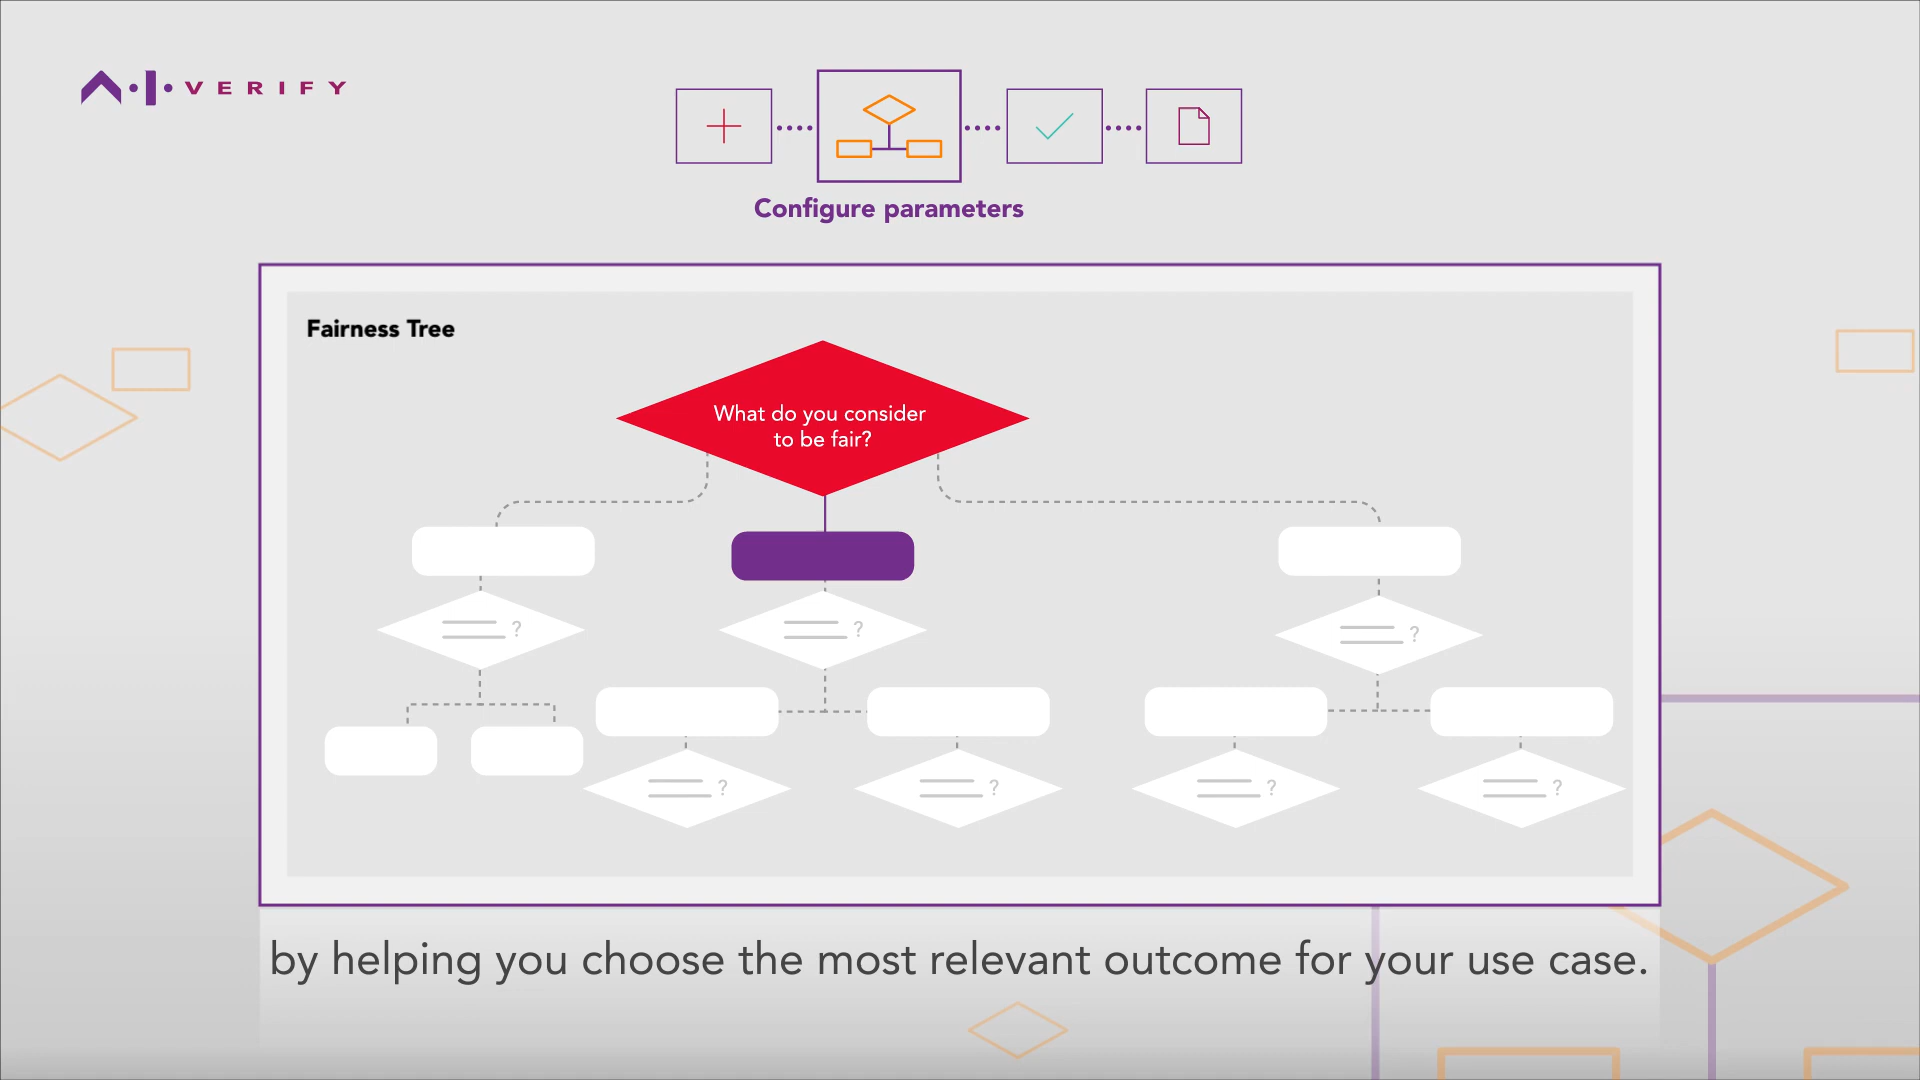 A·I·VERIFY
Configure parameters
Fairness Tree
What do you consider
to be fair?
?
?
?
?
?
?
?
by helping you choose the most relevant outcome for your use case.